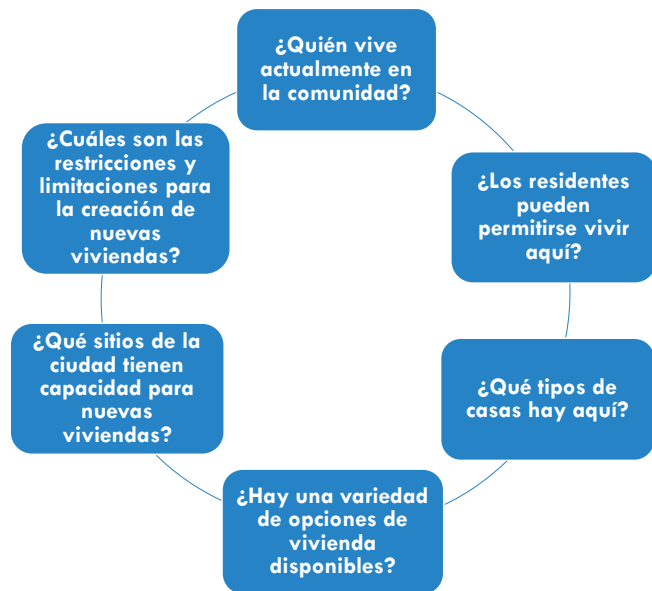 ¿Quién vive
actualmente en
la comunidad?
¿Los residentes
pueden
permitirse vivir
aquí?
¿Qué tipos de
casas hay aquí?
¿Hay una variedad
de opciones de
vivienda
disponibles?
¿Qué sitios de la
ciudad tienen
capacidad para
nuevas
viviendas?
¿Cuáles son las
restricciones y
limitaciones para
la creación de
nuevas
viviendas?